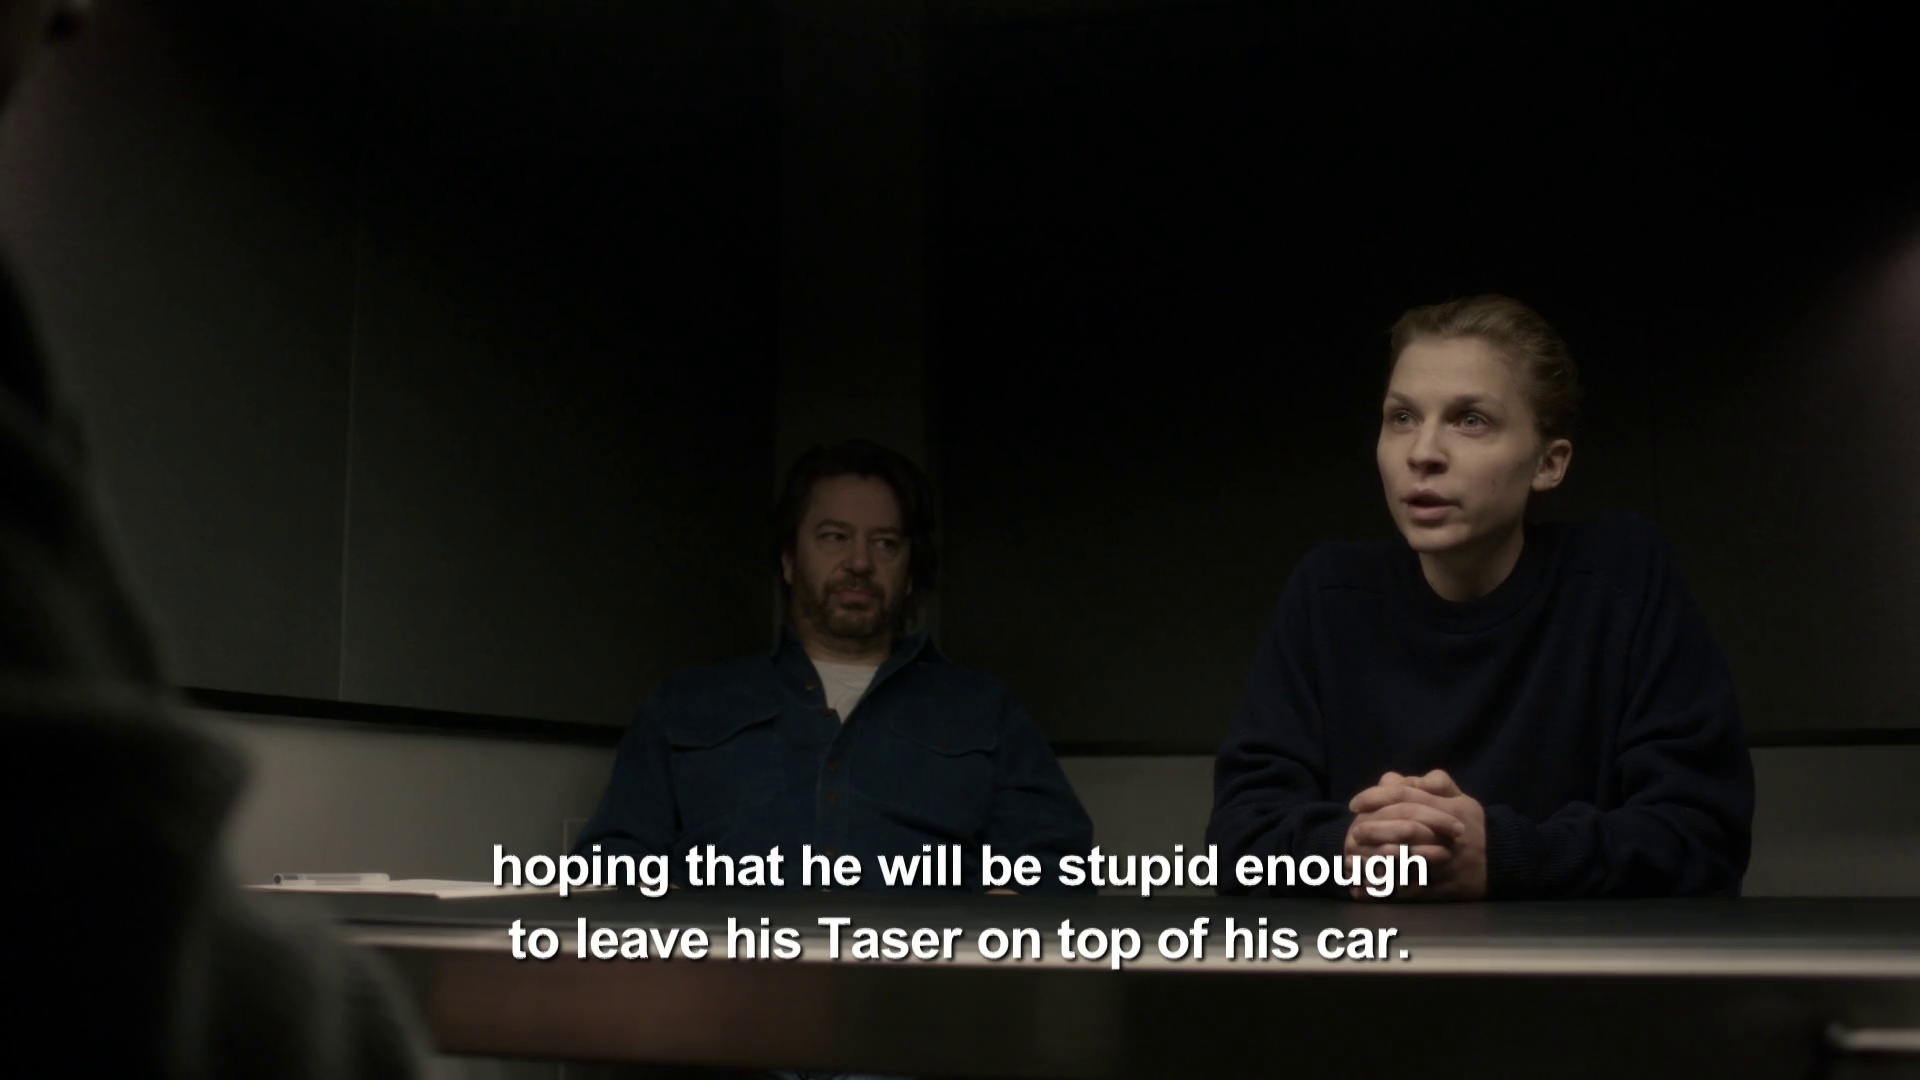 hoping that he will be stupid enough
to leave his Taser on top of his car.